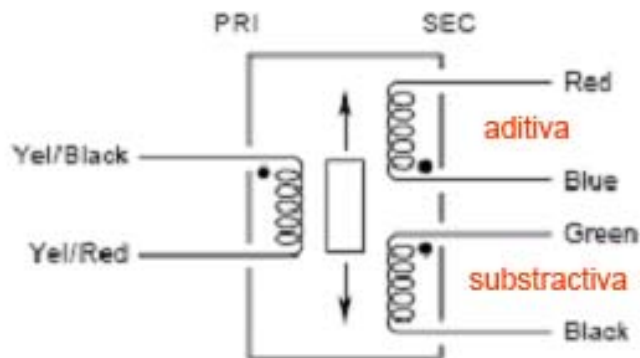 PRI SEC
Red
aditiva
Yel/Black
Blue
Green
Yel/Red
substractiva
Black